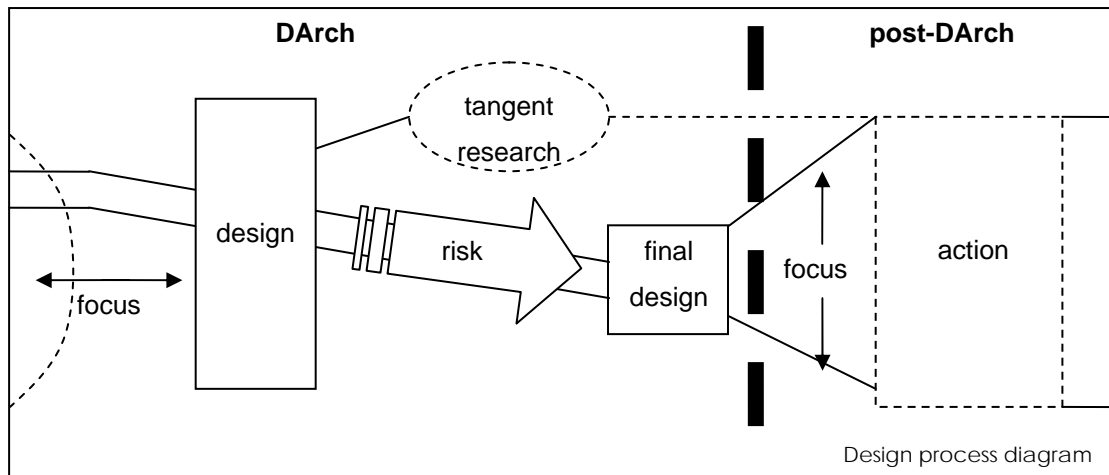 DArch
post-DArch
tangent
research
design
risk
final
design
focus
focus
action
Design process diagram